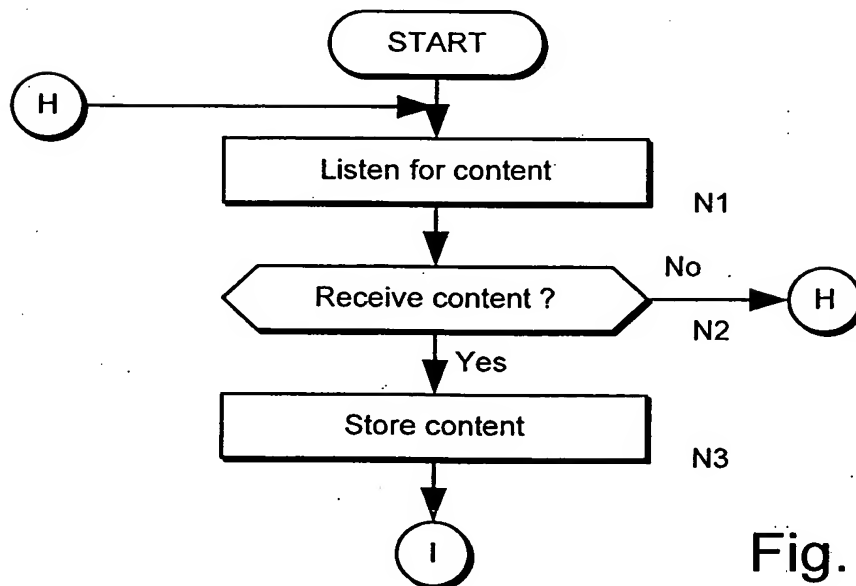 START
H
Listen for content
N1
No
Receive content ?
H
N2
Yes
Store content
N3
I
Fig.